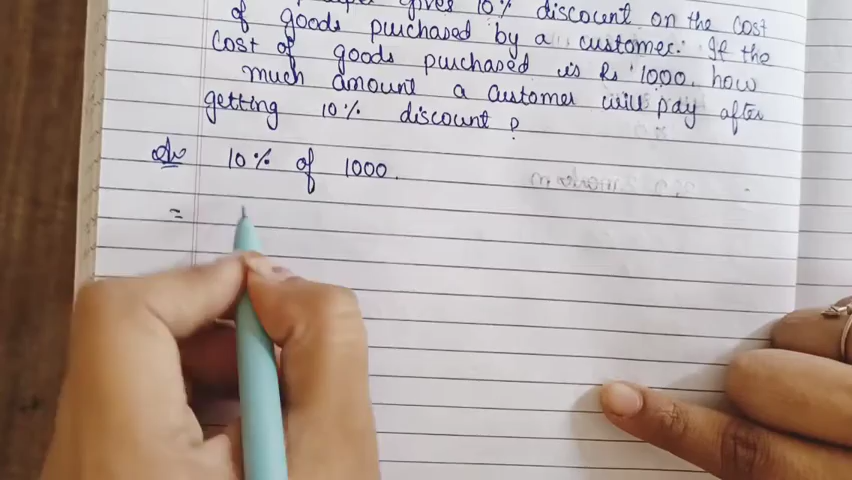 gives 10% discount on the cost
of goods purchased by a customer. If the
cost of goods purchased is Rs 1000, how
much amount a customer will pay after
getting 10% discount ?
10% of 1000.
=